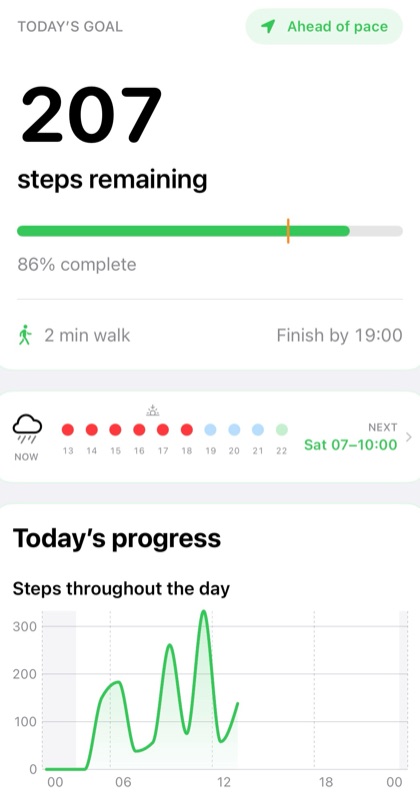 TODAY’S GOAL
Ahead of pace
207
steps remaining
86% complete
2 min walk
Finish by 19:00
NOW
13 14 15 16 17 18 19 20 21 22
NEXT
Sat 07–10:00
Today’s progress
Steps throughout the day
300
200
100
0
00 06 12 18 00